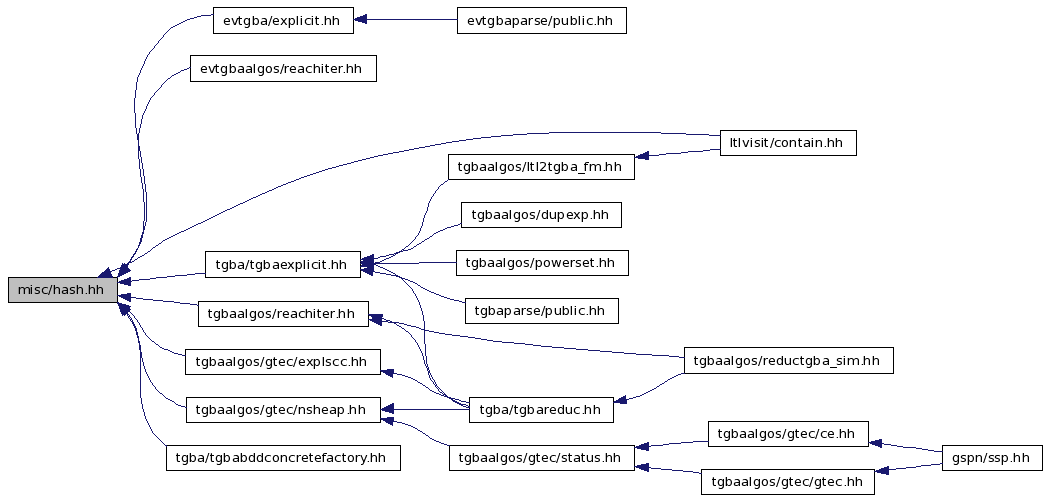 evtgba/explicit.hh
evtgbaparse/public.hh
evtgbaalgos/reachiter.hh
ltlvisit/contain.hh
tgbaalgos/ltl2tgba_fm.hh
tgbaalgos/dupexp.hh
tgba/tgbaexplicit.hh
tgbaalgos/powerset.hh
misc/hash.hh
tgbaalgos/reachiter.hh
tgbaparse/public.hh
tgbaalgos/gtec/explscc.hh
tgbaalgos/reductgba_sim.hh
tgbaalgos/gtec/nsheap.hh
tgba/tgbareduc.hh
tgbaalgos/gtec/ce.hh
tgba/tgbabddconcretefactory.hh
tgbaalgos/gtec/status.hh
gspn/ssp.hh
tgbaalgos/gtec/gtec.hh